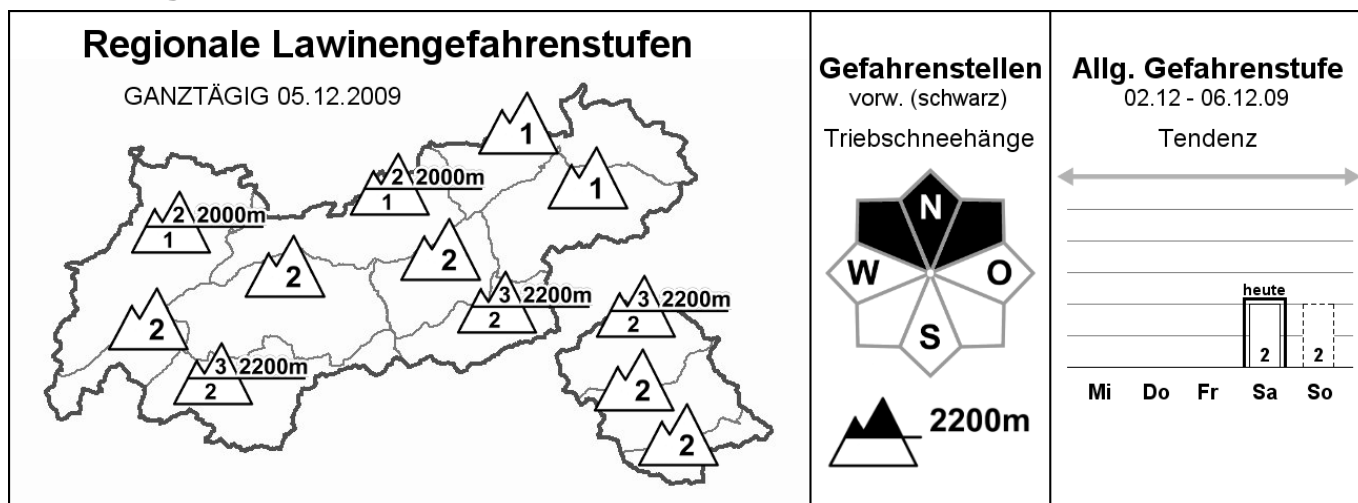 Regionale Lawinengefahrenstufen
GANZTÄGIG 05.12.2009
1
1
2 2000m
1
2 2000m
1
2
2
3 2200m
2
3 2200m
2
2
3 2200m
2
2
2
Gefahrenstellen
vorw. (schwarz)
Triebschneehänge
N
W O
S
2200m
Allg. Gefahrenstufe
02.12 - 06.12.09
Tendenz
heute
2 2
Mi Do Fr Sa So